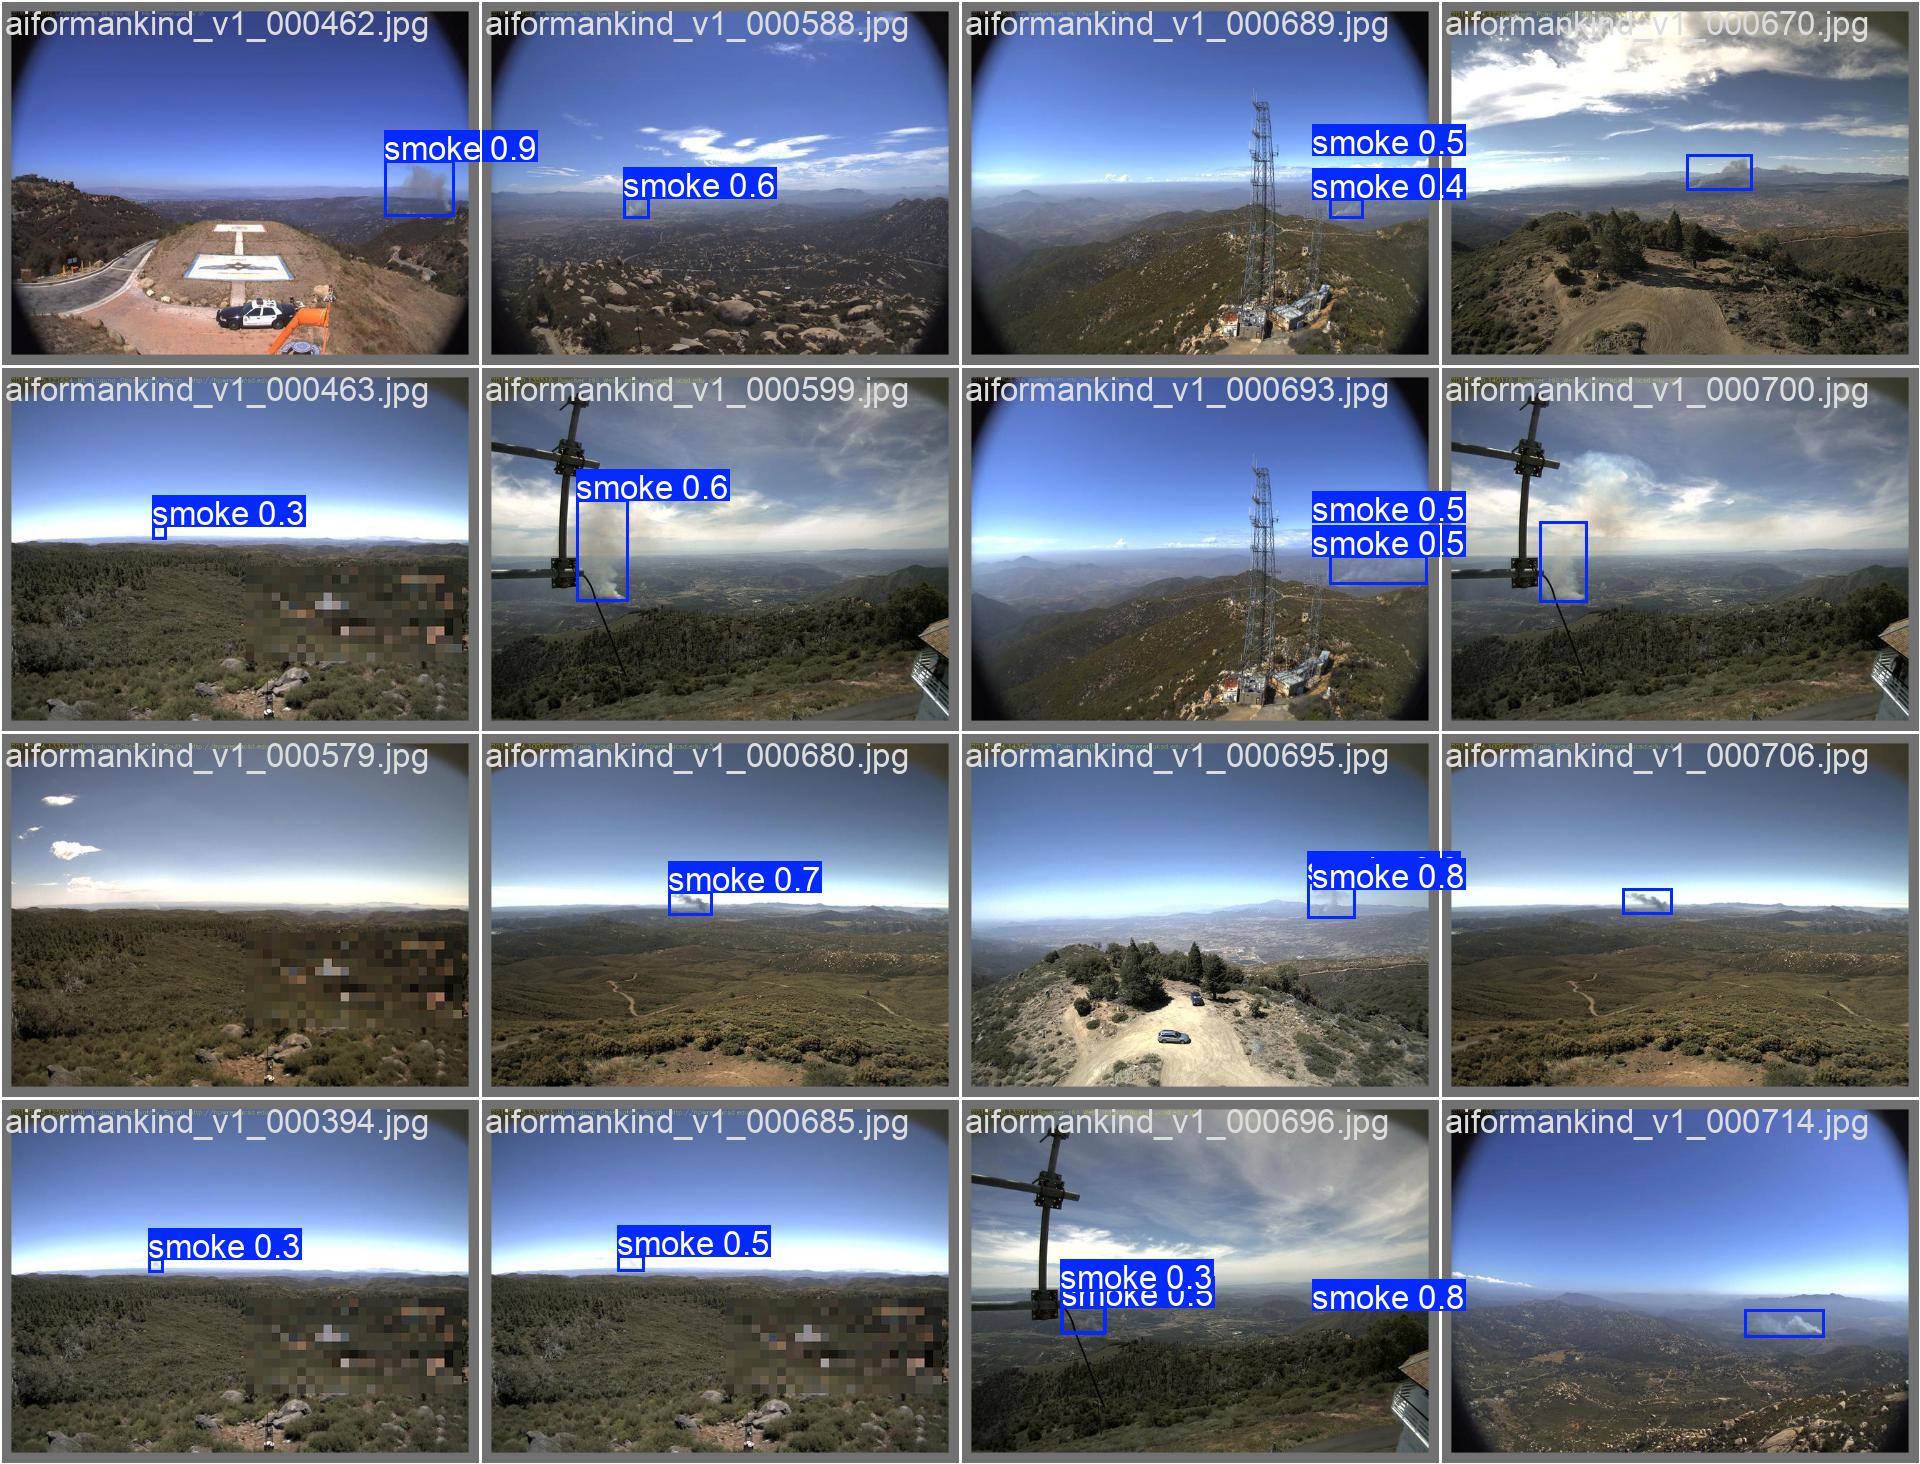 aiformankind_v1_000462.jpg
aiformankind_v1_000588.jpg
aiformankind_v1_000689.jpg
aiformankind_v1_000670.jpg
smoke 0.9
smoke 0.6
smoke 0.5
smoke 0.4
aiformankind_v1_000463.jpg
aiformankind_v1_000599.jpg
aiformankind_v1_000693.jpg
aiformankind_v1_000700.jpg
smoke 0.3
smoke 0.6
smoke 0.5
smoke 0.5
aiformankind_v1_000579.jpg
aiformankind_v1_000680.jpg
aiformankind_v1_000695.jpg
aiformankind_v1_000706.jpg
smoke 0.7
smoke 0.8
aiformankind_v1_000394.jpg
aiformankind_v1_000685.jpg
aiformankind_v1_000696.jpg
aiformankind_v1_000714.jpg
smoke 0.3
smoke 0.5
smoke 0.3
smoke 0.5
smoke 0.8